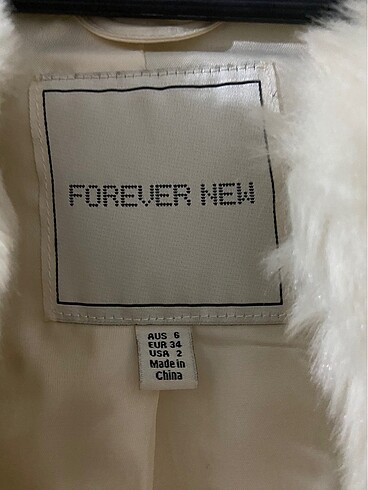 FOREVER NEW
AUS 6
EUR 34
USA 2
Made in
China